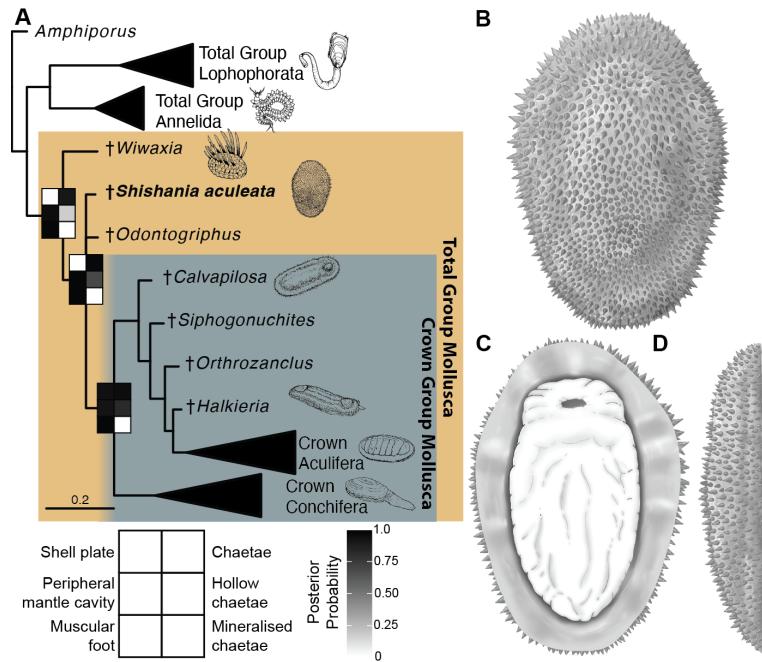 A
B
Amphiporus
Total Group
Lophophorata
Total Group
Annelida
†Wiwaxia
†Shishania aculeata
†Odontogriphus
†Calvapilosa
†Siphogonuchites
†Orthrozanclus
†Halkieria
Crown
Aculifera
Crown
Conchifera
Total Group Mollusca
Crown Group Mollusca
0.2
C
D
Shell plate
Chaetae
Peripheral
mantle cavity
Hollow
chaetae
Muscular
foot
Mineralised
chaetae
Posterior
Probability
1.0
0.75
0.50
0.25
0